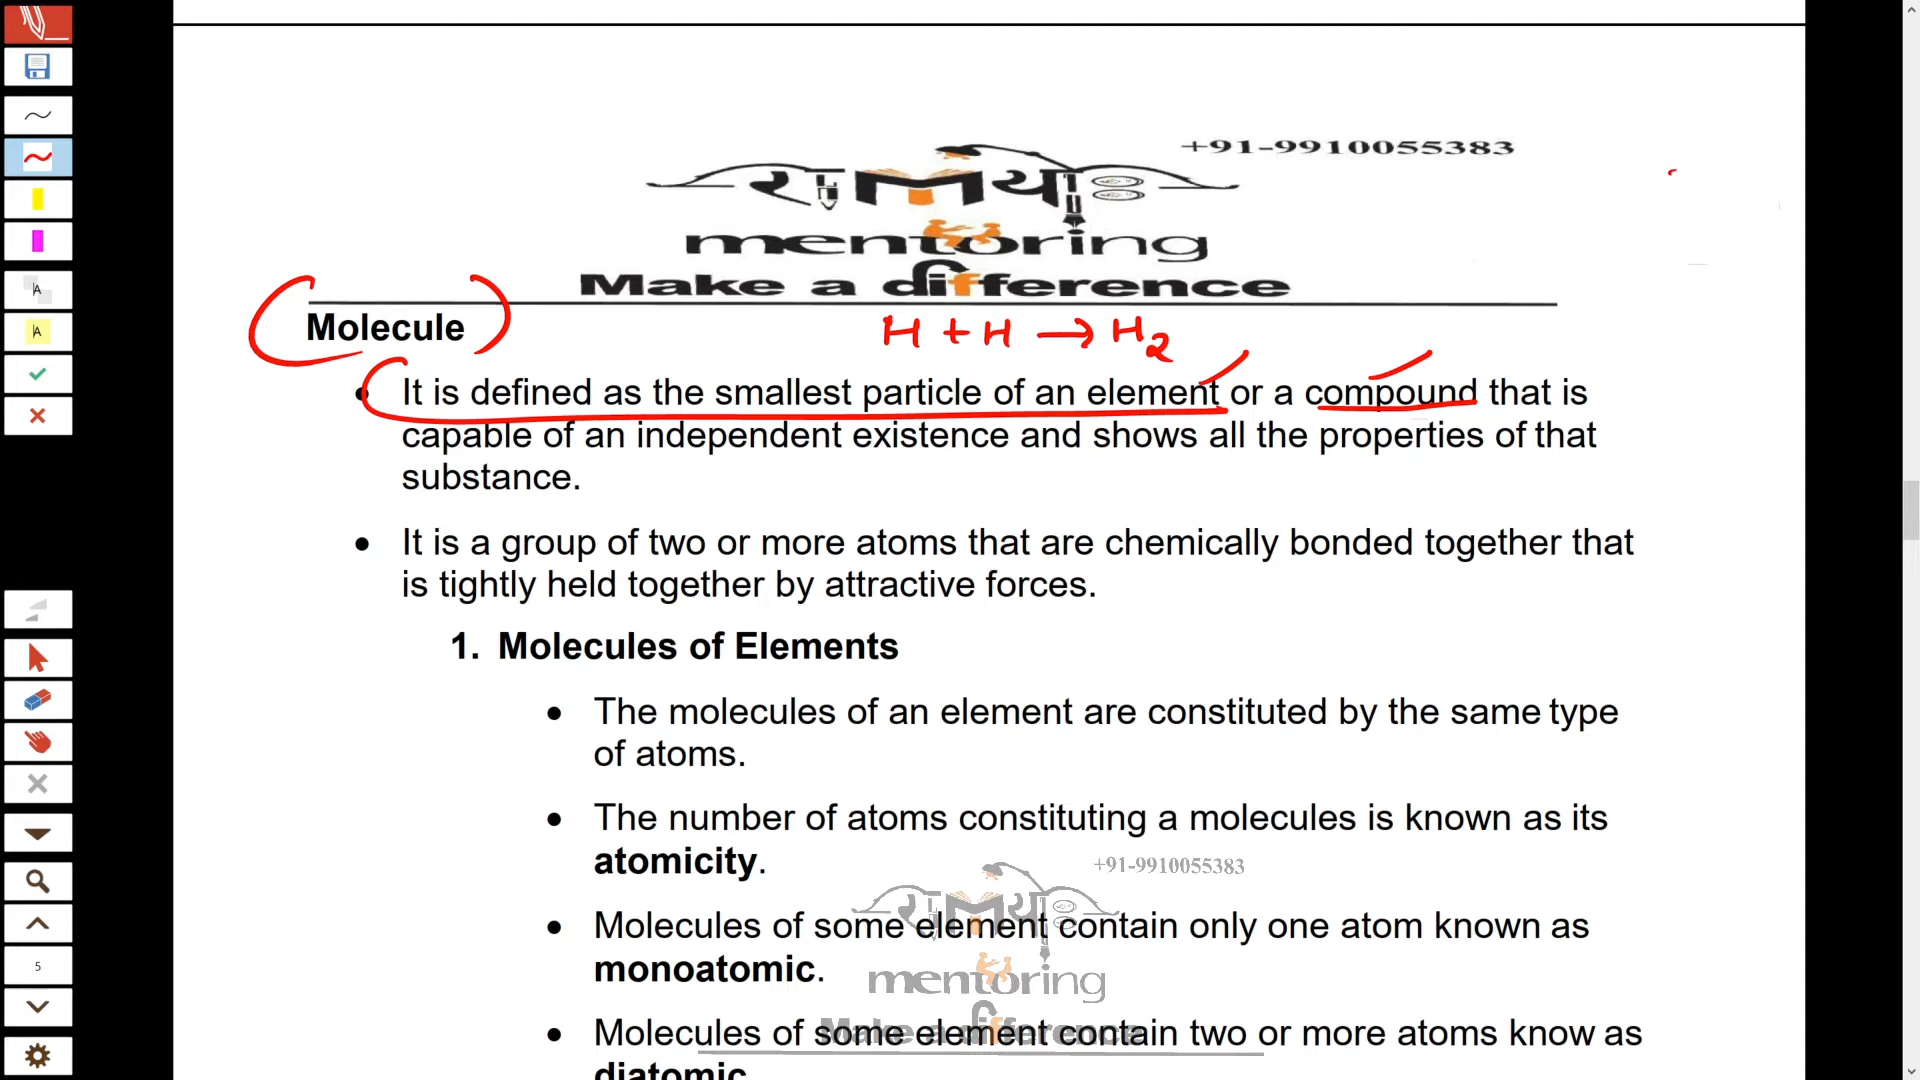 +91-9910055383
राMय
mentoring
Make a difference
H + H → H2
Molecule
• It is defined as the smallest particle of an element or a compound that is
capable of an independent existence and shows all the properties of that
substance.
• It is a group of two or more atoms that are chemically bonded together that
is tightly held together by attractive forces.
1. Molecules of Elements
• The molecules of an element are constituted by the same type
of atoms.
• The number of atoms constituting a molecules is known as its
atomicity.
+91-9910055383
राMय
• Molecules of some element contain only one atom known as
monoatomic.
mentoring
Make a difference
• Molecules of some element contain two or more atoms know as
diatomic
A
A
5